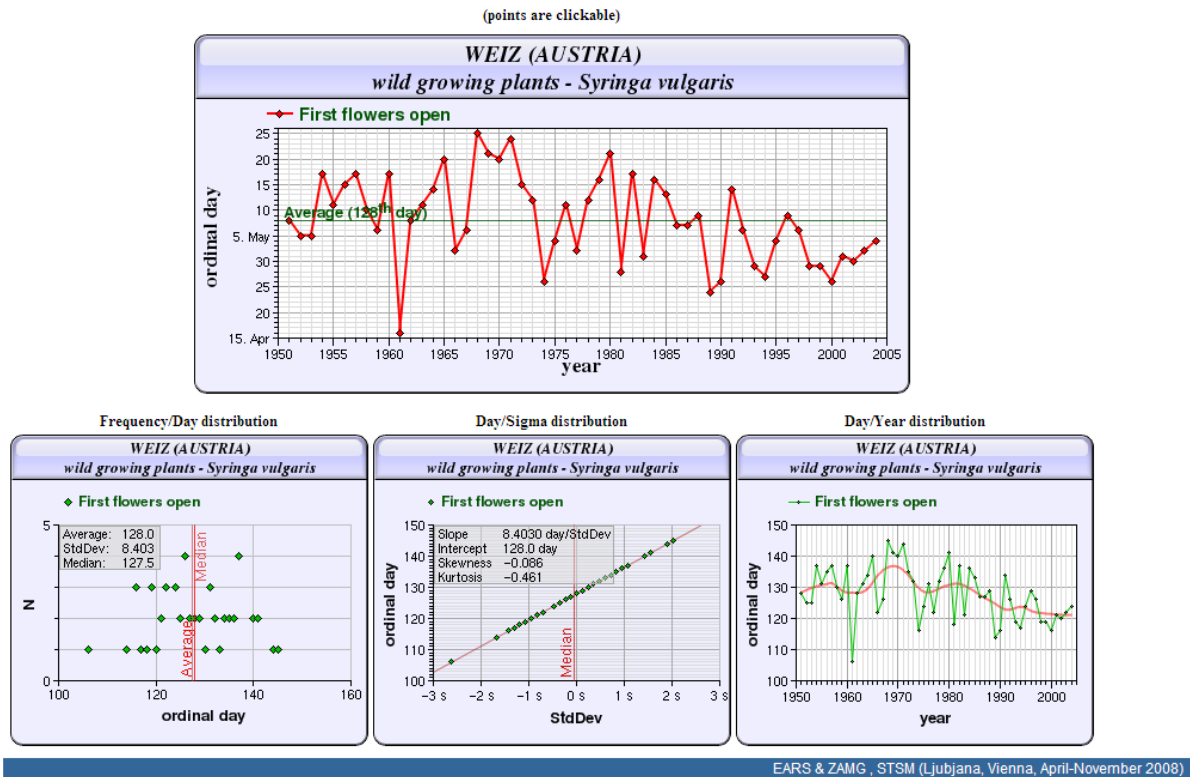 (points are clickable)
WEIZ (AUSTRIA)
wild growing plants - Syringa vulgaris
First flowers open
25
20
15
10
5. May
30
25
20
15. Apr
ordinal day
Average (128th day)
1950 1955 1960 1965 1970 1975 1980 1985 1990 1995 2000 2005
year
Frequency/Day distribution
WEIZ (AUSTRIA)
wild growing plants - Syringa vulgaris
First flowers open
Average: 128.0
StdDev: 8.403
Median: 127.5
Median
Average
5
N
0
100 120 140 160
ordinal day
Day/Sigma distribution
WEIZ (AUSTRIA)
wild growing plants - Syringa vulgaris
First flowers open
Slope 8.4030 day/StdDev
Intercept 128.0 day
Skewness -0.086
Kurtosis -0.461
Median
150
140
130
120
110
100
ordinal day
-3 s -2 s -1 s 0 s 1 s 2 s 3 s
StdDev
Day/Year distribution
WEIZ (AUSTRIA)
wild growing plants - Syringa vulgaris
First flowers open
150
140
130
120
110
100
ordinal day
1950 1960 1970 1980 1990 2000
year
EARS & ZAMG , STSM (Ljubjana, Vienna, April-November 2008)